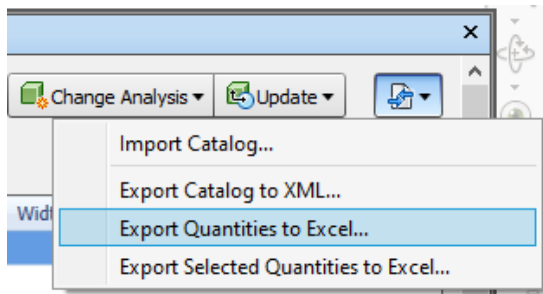 Change Analysis Update
Import Catalog...
Export Catalog to XML...
Widt
Export Quantities to Excel...
Export Selected Quantities to Excel...